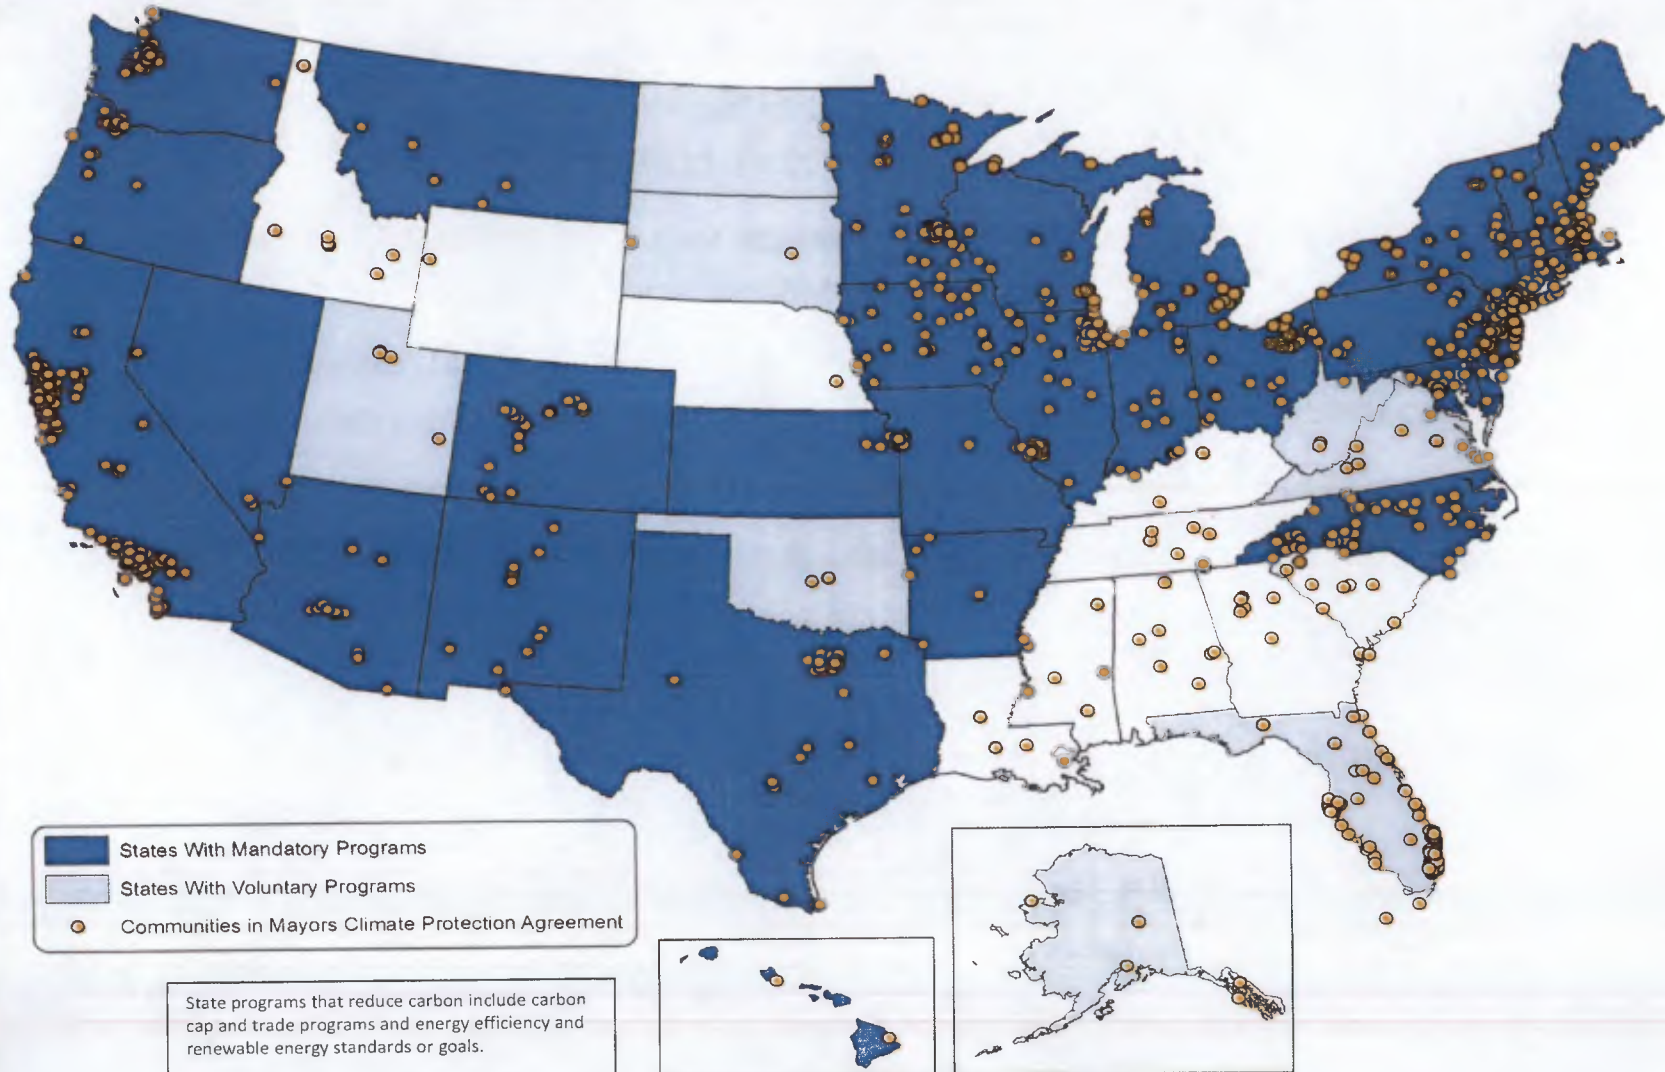 States With Mandatory Programs
States With Voluntary Programs
Communities in Mayors Climate Protection Agreement
State programs that reduce carbon include carbon
cap and trade programs and energy efficiency and
renewable energy standards or goals.